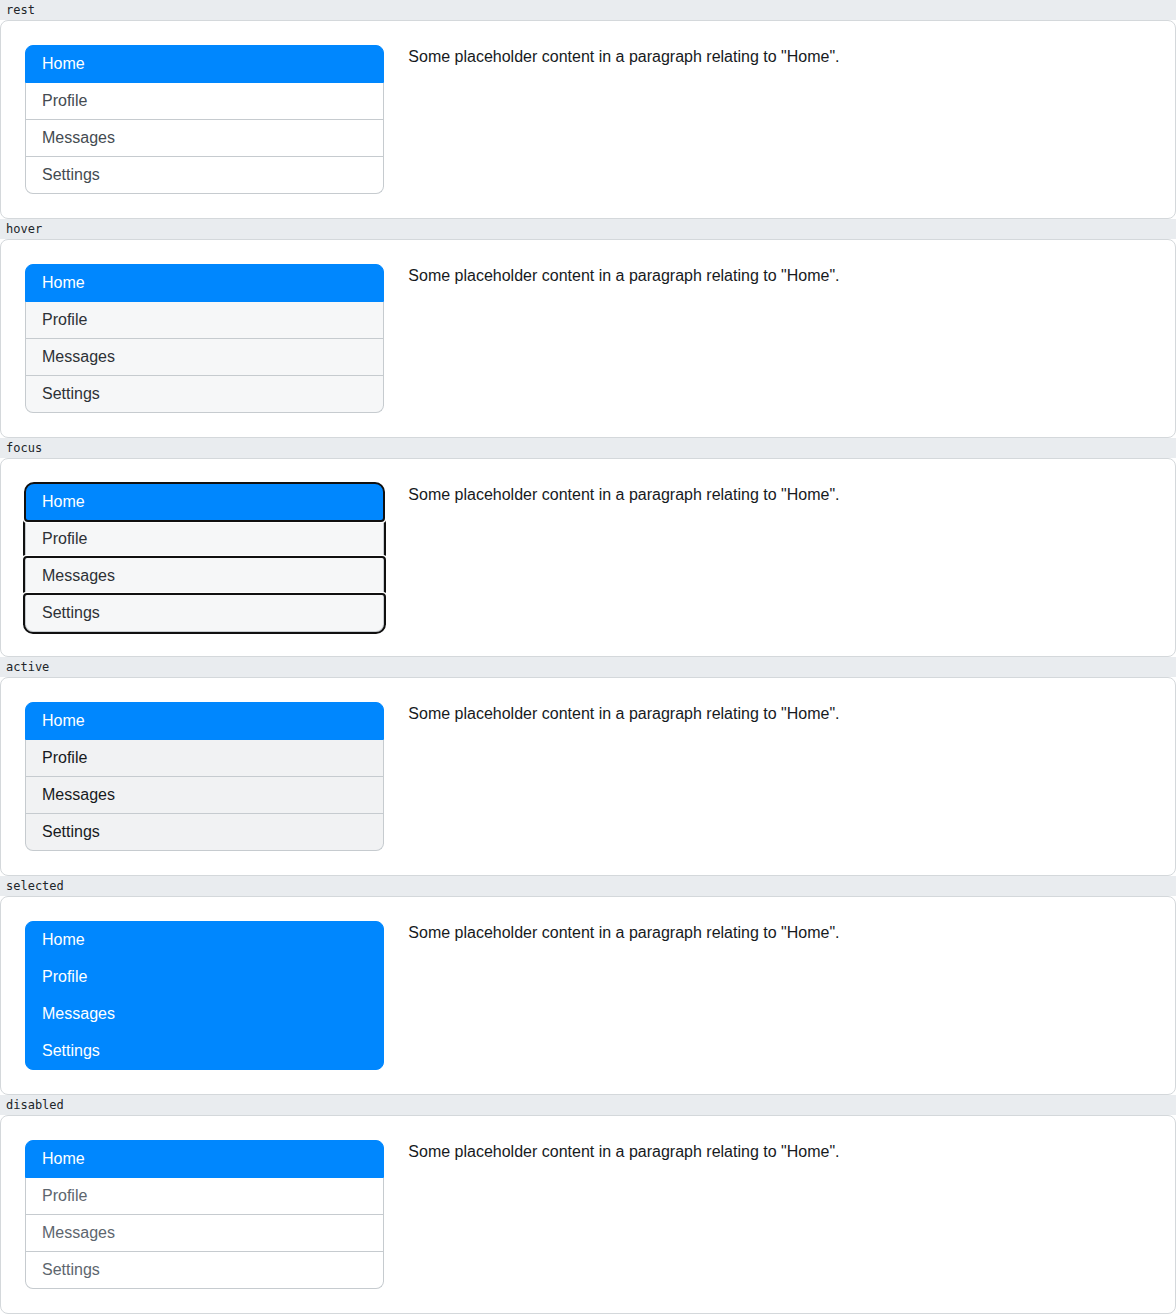 rest
Home
Some placeholder content in a paragraph relating to "Home".
Profile
Messages
Settings
hover
Home
Some placeholder content in a paragraph relating to "Home".
Profile
Messages
Settings
focus
Home
Some placeholder content in a paragraph relating to "Home".
Profile
Messages
Settings
active
Home
Some placeholder content in a paragraph relating to "Home".
Profile
Messages
Settings
selected
Home
Some placeholder content in a paragraph relating to "Home".
Profile
Messages
Settings
disabled
Home
Some placeholder content in a paragraph relating to "Home".
Profile
Messages
Settings